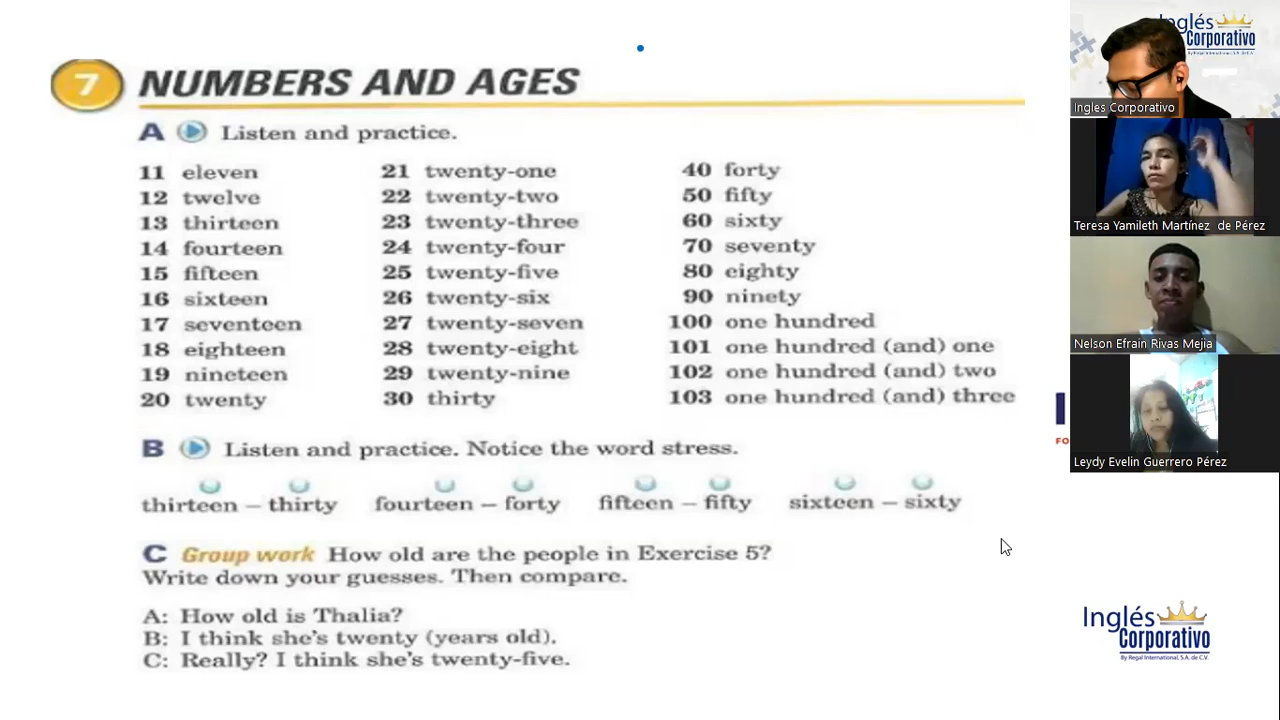 7 NUMBERS AND AGES
A Listen and practice.
11 eleven
12 twelve
13 thirteen
14 fourteen
15 fifteen
16 sixteen
17 seventeen
18 eighteen
19 nineteen
20 twenty
21 twenty-one
22 twenty-two
23 twenty-three
24 twenty-four
25 twenty-five
26 twenty-six
27 twenty-seven
28 twenty-eight
29 twenty-nine
30 thirty
40 forty
50 fifty
60 sixty
70 seventy
80 eighty
90 ninety
100 one hundred
101 one hundred (and) one
102 one hundred (and) two
103 one hundred (and) three
B Listen and practice. Notice the word stress.
thirteen – thirty fourteen – forty fifteen – fifty sixteen – sixty
C Group work How old are the people in Exercise 5?
Write down your guesses. Then compare.
A: How old is Thalia?
B: I think she's twenty (years old).
C: Really? I think she's twenty-five.
Inglés
Corporativo
By Regal International, S.A. de C.V.
Ingles Corporativo
Teresa Yamileth Martínez de Pérez
Nelson Efrain Rivas Mejia
Leydy Evelin Guerrero Pérez
I
FO
Inglés
Corporativo
By Regal International, S.A. de C.V.